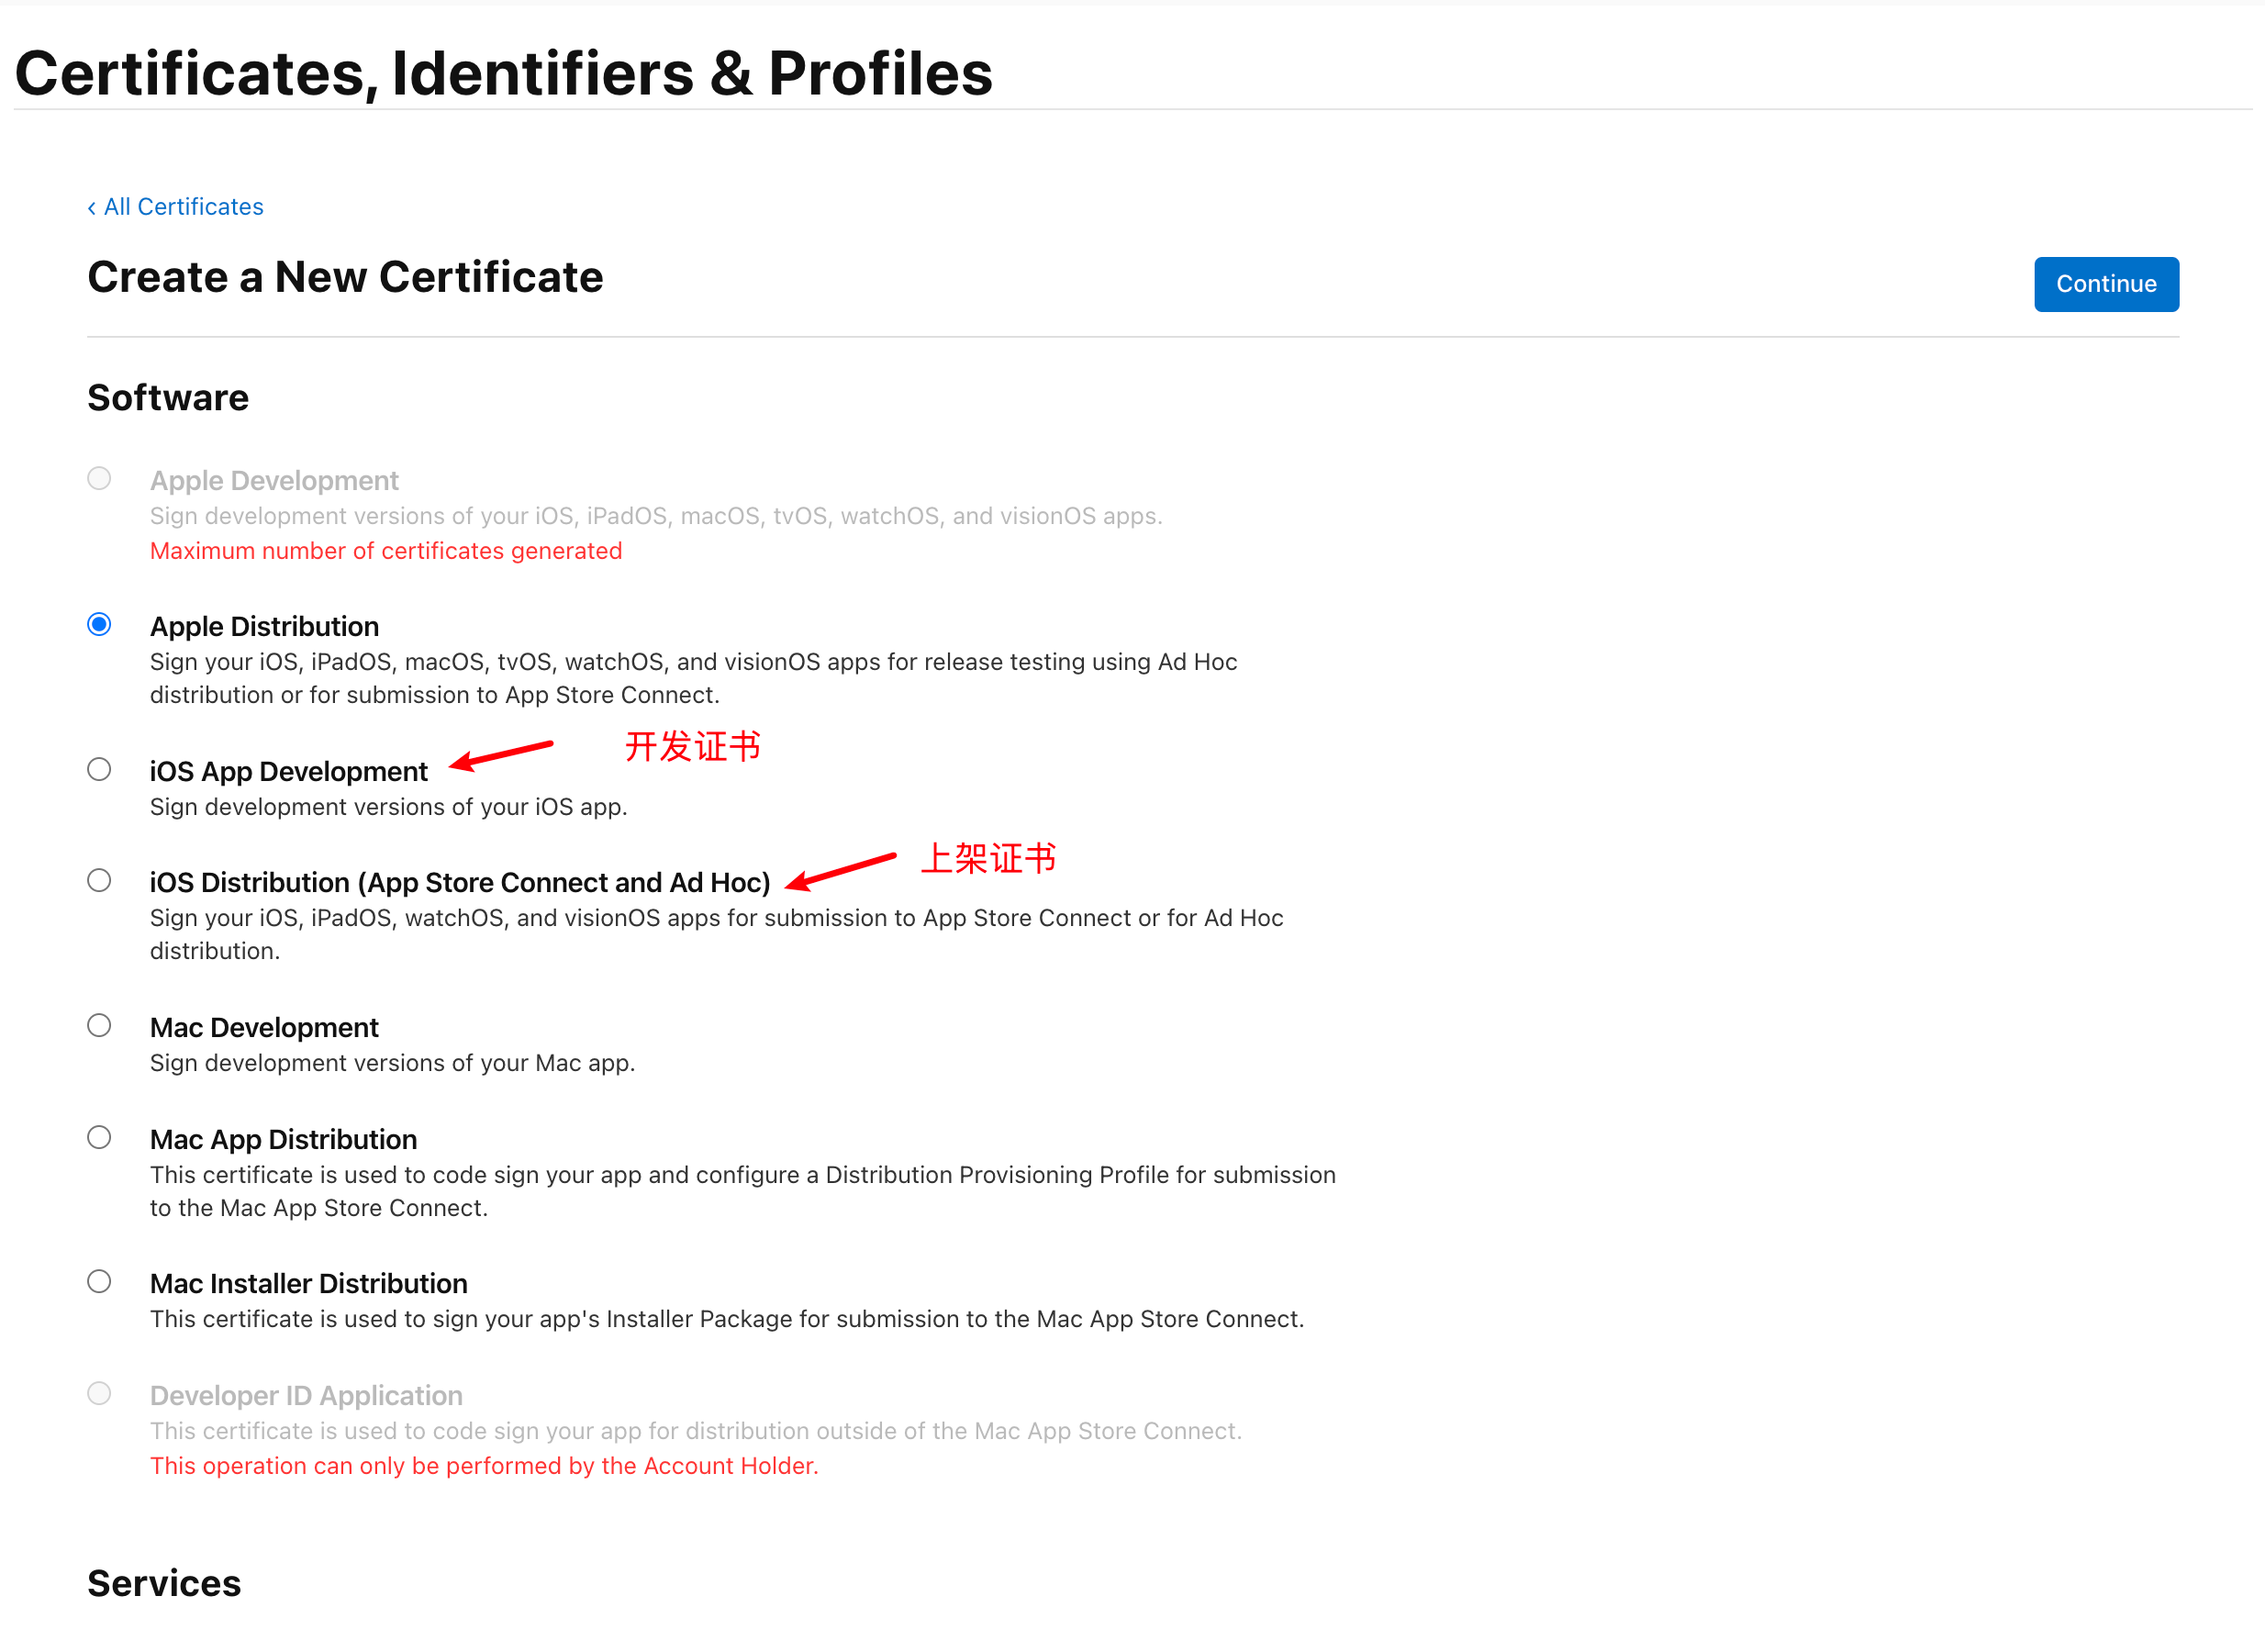 Certificates, Identifiers & Profiles
‹ All Certificates
Create a New Certificate
Continue
Software
Apple Development
Sign development versions of your iOS, iPadOS, macOS, tvOS, watchOS, and visionOS apps.
Maximum number of certificates generated
Apple Distribution
Sign your iOS, iPadOS, macOS, tvOS, watchOS, and visionOS apps for release testing using Ad Hoc
distribution or for submission to App Store Connect.
开发证书
iOS App Development
Sign development versions of your iOS app.
上架证书
iOS Distribution (App Store Connect and Ad Hoc)
Sign your iOS, iPadOS, watchOS, and visionOS apps for submission to App Store Connect or for Ad Hoc
distribution.
Mac Development
Sign development versions of your Mac app.
Mac App Distribution
This certificate is used to code sign your app and configure a Distribution Provisioning Profile for submission
to the Mac App Store Connect.
Mac Installer Distribution
This certificate is used to sign your app's Installer Package for submission to the Mac App Store Connect.
Developer ID Application
This certificate is used to code sign your app for distribution outside of the Mac App Store Connect.
This operation can only be performed by the Account Holder.
Services